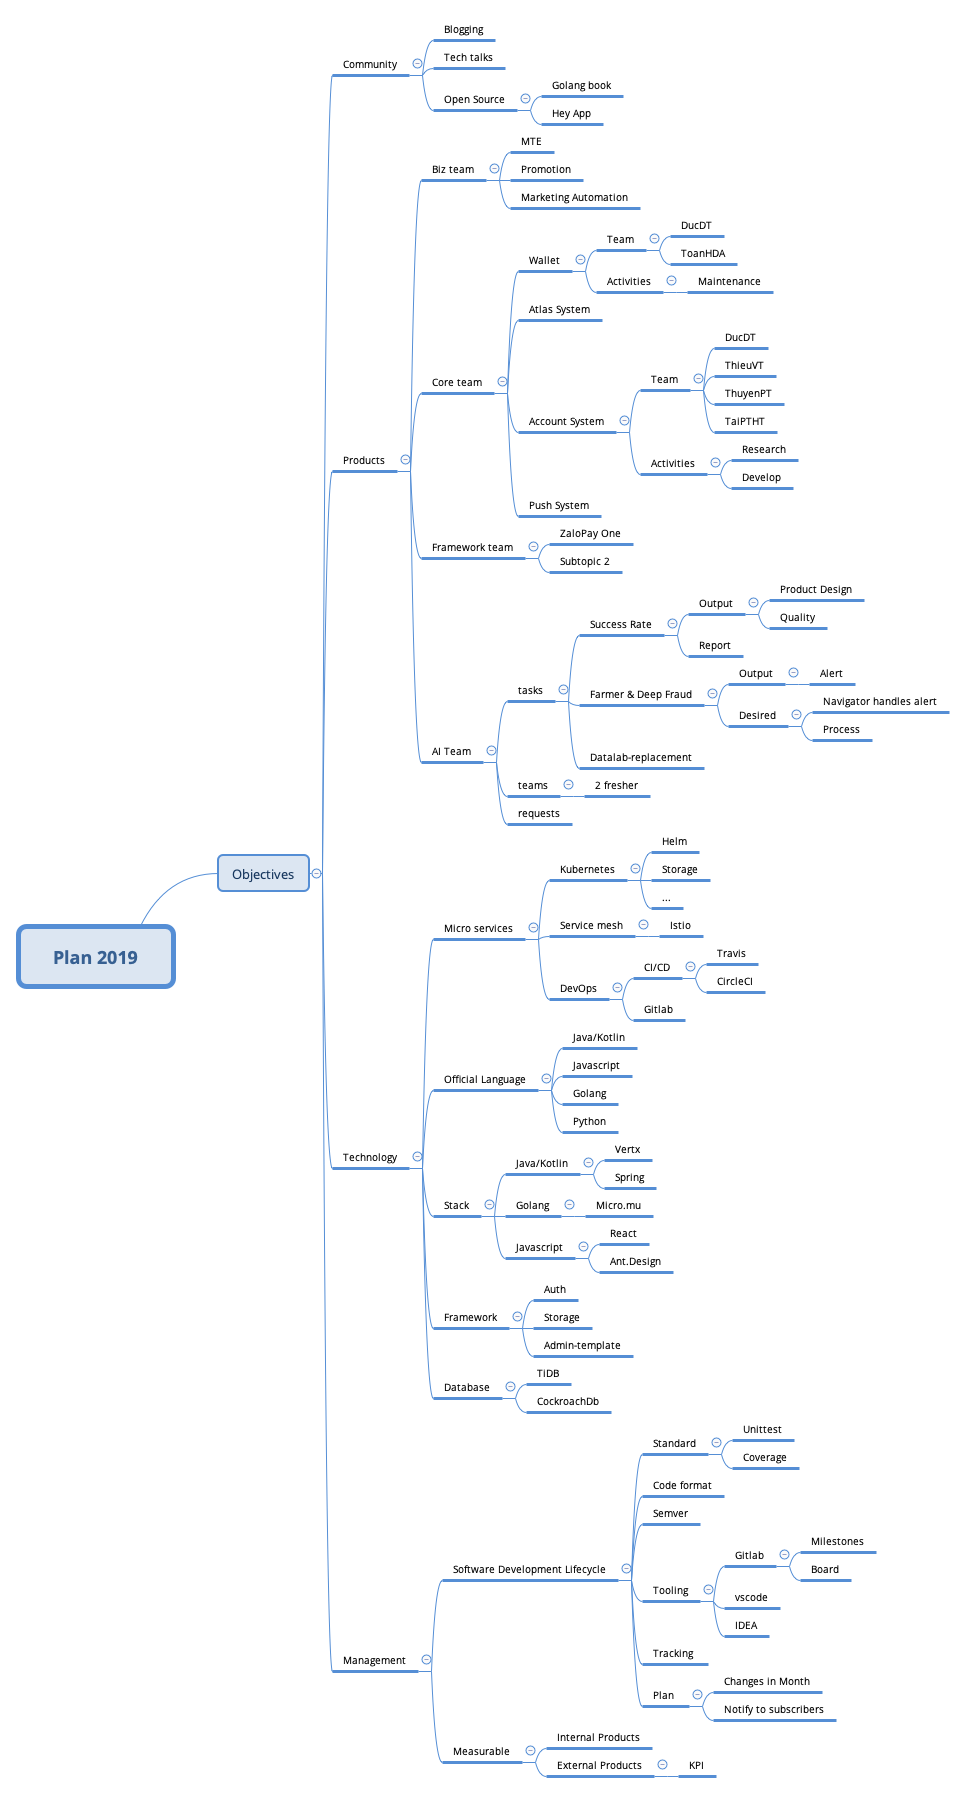 Plan 2019
Objectives
Community
Blogging
Tech talks
Open Source
Golang book
Hey App
Products
Biz team
MTE
Promotion
Marketing Automation
Core team
Wallet
Team
DucDT
ToanHDA
Activities
Maintenance
Atlas System
Account System
Team
DucDT
ThieuVT
ThuyenPT
TaiPTHT
Activities
Research
Develop
Push System
Framework team
ZaloPay One
Subtopic 2
AI Team
tasks
Success Rate
Output
Product Design
Quality
Report
Farmer & Deep Fraud
Output
Alert
Desired
Navigator handles alert
Process
Datalab-replacement
teams
2 fresher
requests
Technology
Micro services
Kubernetes
Helm
Storage
...
Service mesh
Istio
DevOps
CI/CD
Travis
CircleCI
Gitlab
Official Language
Java/Kotlin
Javascript
Golang
Python
Stack
Java/Kotlin
Vertx
Spring
Golang
Micro.mu
Javascript
React
Ant.Design
Framework
Auth
Storage
Admin-template
Database
TiDB
CockroachDb
Management
Software Development Lifecycle
Standard
Unittest
Coverage
Code format
Semver
Tooling
Gitlab
Milestones
Board
vscode
IDEA
Tracking
Plan
Changes in Month
Notify to subscribers
Measurable
Internal Products
External Products
KPI